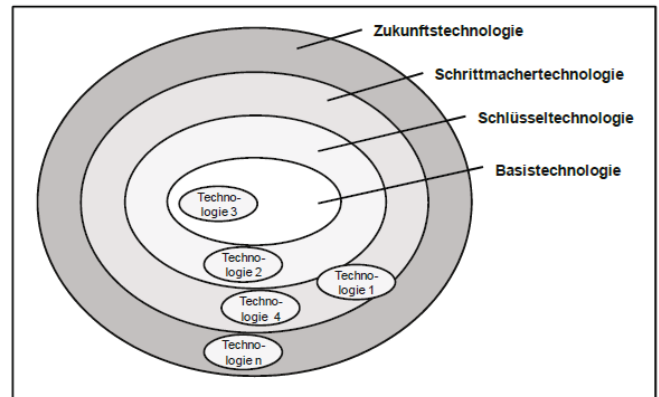 Zukunftstechnologie
Schrittmachertechnologie
Schlüsseltechnologie
Basistechnologie
Techno-
logie 3
Techno-
logie 2
Techno-
logie 1
Techno-
logie 4
Techno-
logie n